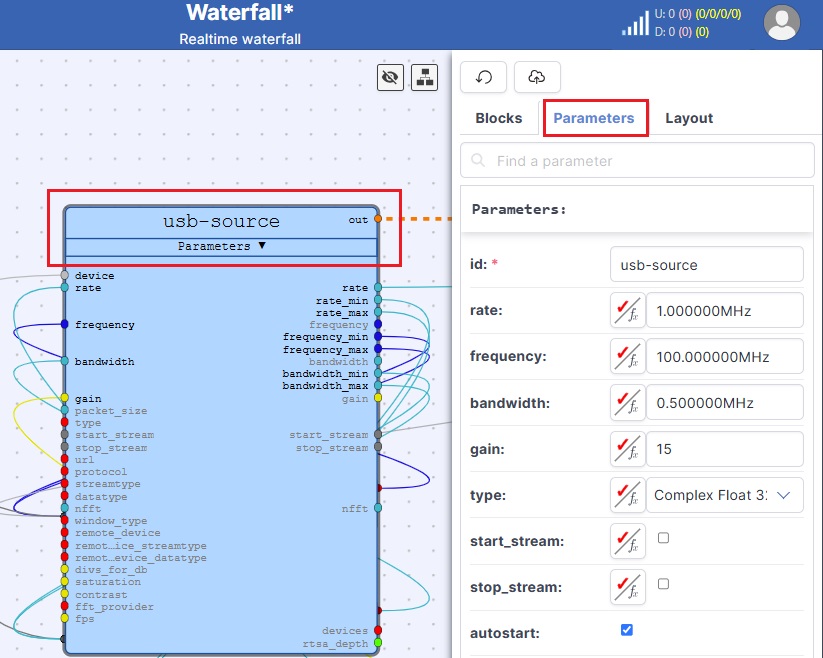 Waterfall*
Realtime waterfall
U: 0 (0) (0/0/0/0)
D: 0 (0) (0)
Blocks Parameters Layout
Find a parameter
Parameters:
id: * usb-source
rate: 1.000000MHz
frequency: 100.000000MHz
bandwidth: 0.500000MHz
gain: 15
type: Complex Float 32
start_stream:
stop_stream:
autostart:
usb-source out
Parameters ▼
device
rate rate
rate_min
rate_max
frequency frequency
frequency_min
frequency_max
bandwidth bandwidth
bandwidth_min
bandwidth_max
gain gain
packet_size
type
start_stream start_stream
stop_stream stop_stream
url
protocol
streamtype
datatype
nfft nfft
window_type
remote_device
remot…ice_streamtype
remot…evice_datatype
divs_for_db
saturation
contrast
fft_provider
fps
devices
rtsa_depth